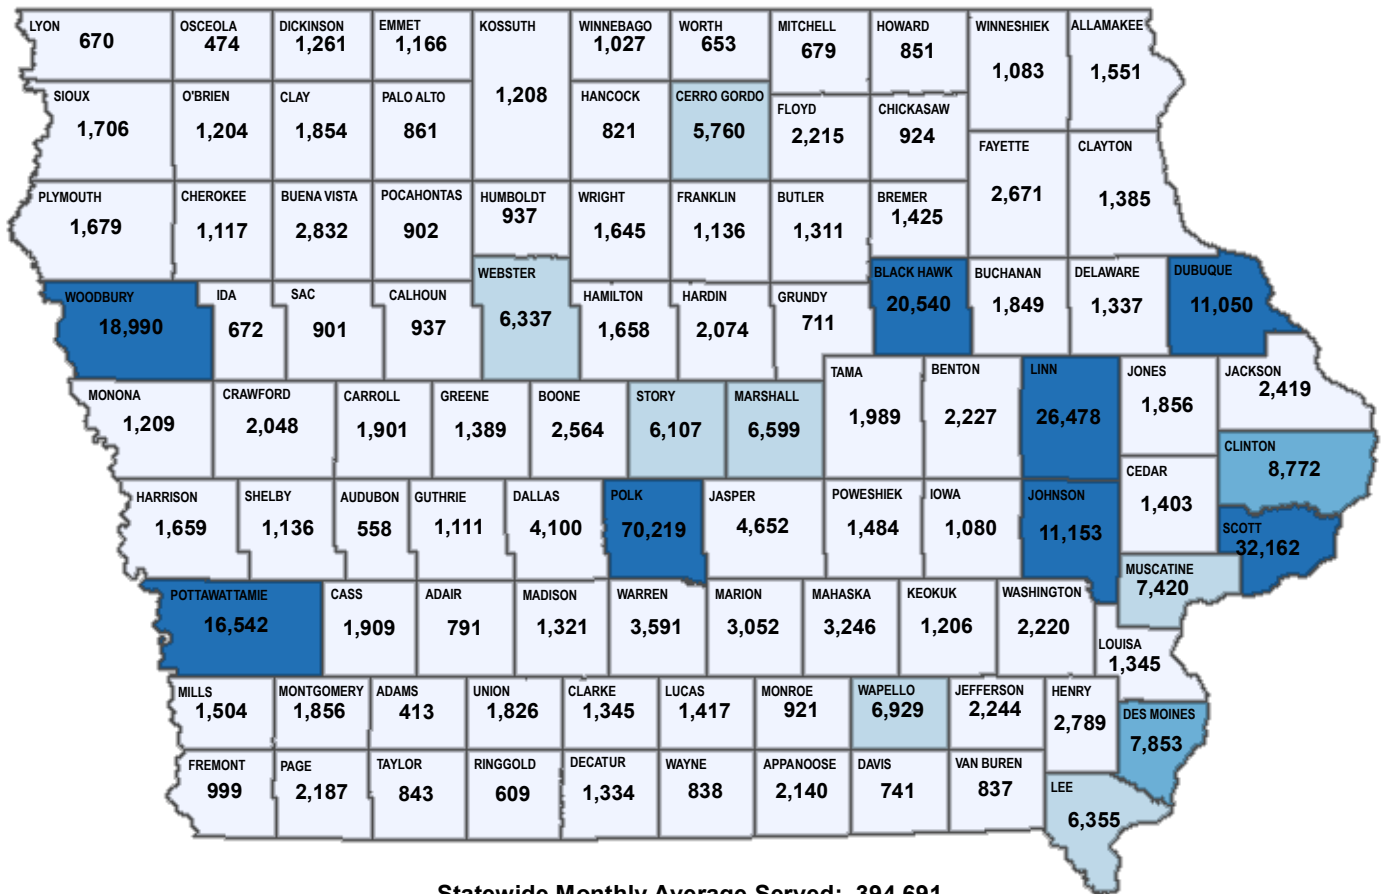 LYON
670
OSCEOLA
474
DICKINSON
1,261
EMMET
1,166
KOSSUTH
1,208
WINNEBAGO
1,027
WORTH
653
MITCHELL
679
HOWARD
851
WINNESHIEK
1,083
ALLAMAKEE
1,551
SIOUX
1,706
O'BRIEN
1,204
CLAY
1,854
PALO ALTO
861
HANCOCK
821
CERRO GORDO
5,760
FLOYD
2,215
CHICKASAW
924
FAYETTE
2,671
CLAYTON
1,385
PLYMOUTH
1,679
CHEROKEE
1,117
BUENA VISTA
2,832
POCAHONTAS
902
HUMBOLDT
937
WRIGHT
1,645
FRANKLIN
1,136
BUTLER
1,311
BREMER
1,425
WOODBURY
18,990
IDA
672
SAC
901
CALHOUN
937
WEBSTER
6,337
HAMILTON
1,658
HARDIN
2,074
GRUNDY
711
BLACK HAWK
20,540
BUCHANAN
1,849
DELAWARE
1,337
DUBUQUE
11,050
MONONA
1,209
CRAWFORD
2,048
CARROLL
1,901
GREENE
1,389
BOONE
2,564
STORY
6,107
MARSHALL
6,599
TAMA
1,989
BENTON
2,227
LINN
26,478
JONES
1,856
JACKSON
2,419
CLINTON
8,772
CEDAR
1,403
HARRISON
1,659
SHELBY
1,136
AUDUBON
558
GUTHRIE
1,111
DALLAS
4,100
POLK
70,219
JASPER
4,652
POWESHIEK
1,484
IOWA
1,080
JOHNSON
11,153
SCOTT
32,162
MUSCATINE
7,420
POTTAWATTAMIE
16,542
CASS
1,909
ADAIR
791
MADISON
1,321
WARREN
3,591
MARION
3,052
MAHASKA
3,246
KEOKUK
1,206
WASHINGTON
2,220
LOUISA
1,345
MILLS
1,504
MONTGOMERY
1,856
ADAMS
413
UNION
1,826
CLARKE
1,345
LUCAS
1,417
MONROE
921
WAPELLO
6,929
JEFFERSON
2,244
HENRY
2,789
DES MOINES
7,853
FREMONT
999
PAGE
2,187
TAYLOR
843
RINGGOLD
609
DECATUR
1,334
WAYNE
838
APPANOOSE
2,140
DAVIS
741
VAN BUREN
837
LEE
6,355
Statewide Monthly Average Served: 394,691